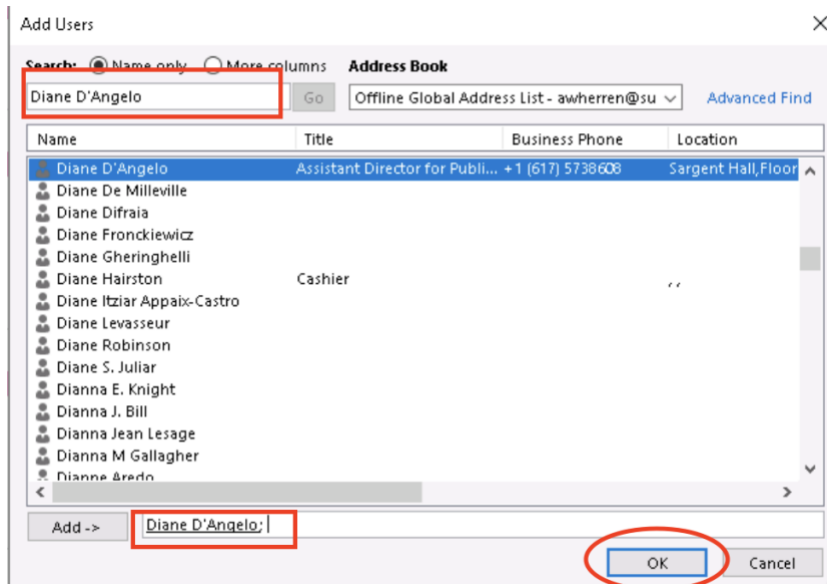 Add Users
Search: Name only More columns Address Book
Diane D'Angelo Go Offline Global Address List - awherren@su Advanced Find
Name Title Business Phone Location
Diane D'Angelo Assistant Director for Publi... +1 (617) 5738608 Sargent Hall,Floor
Diane De Milleville
Diane Difraia
Diane Fronckiewicz
Diane Gheringhelli
Diane Hairston Cashier , ,
Diane Itziar Appaix-Castro
Diane Levasseur
Diane Robinson
Diane S. Juliar
Dianna E. Knight
Dianna J. Bill
Dianna Jean Lesage
Dianna M Gallagher
Dianne Aredo
Add -> Diane D'Angelo;
OK Cancel